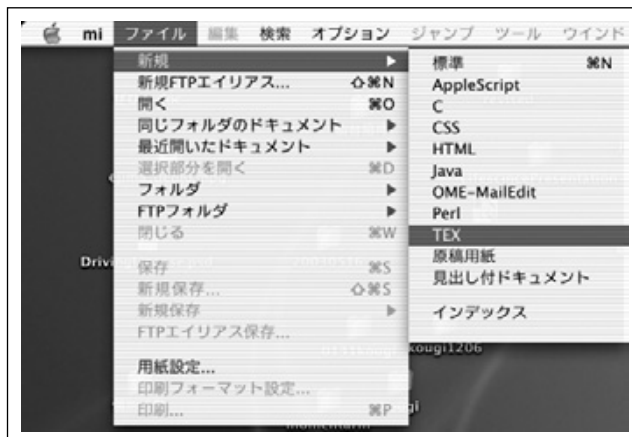 mi ファイル 編集 検索 オプション ジャンプ ツール ウインド
新規
新規FTPエイリアス... ⇧⌘N
開く ⌘O
同じフォルダのドキュメント
最近開いたドキュメント
選択部分を開く ⌘D
フォルダ
FTPフォルダ
閉じる ⌘W
保存 ⌘S
新規保存... ⇧⌘S
新規保存
FTPエイリアス保存...
用紙設定...
印刷フォーマット設定...
印刷... ⌘P
標準 ⌘N
AppleScript
C
CSS
HTML
Java
OME-MailEdit
Perl
TEX
原稿用紙
見出し付ドキュメント
インデックス
Drivi
kougi1206
gi